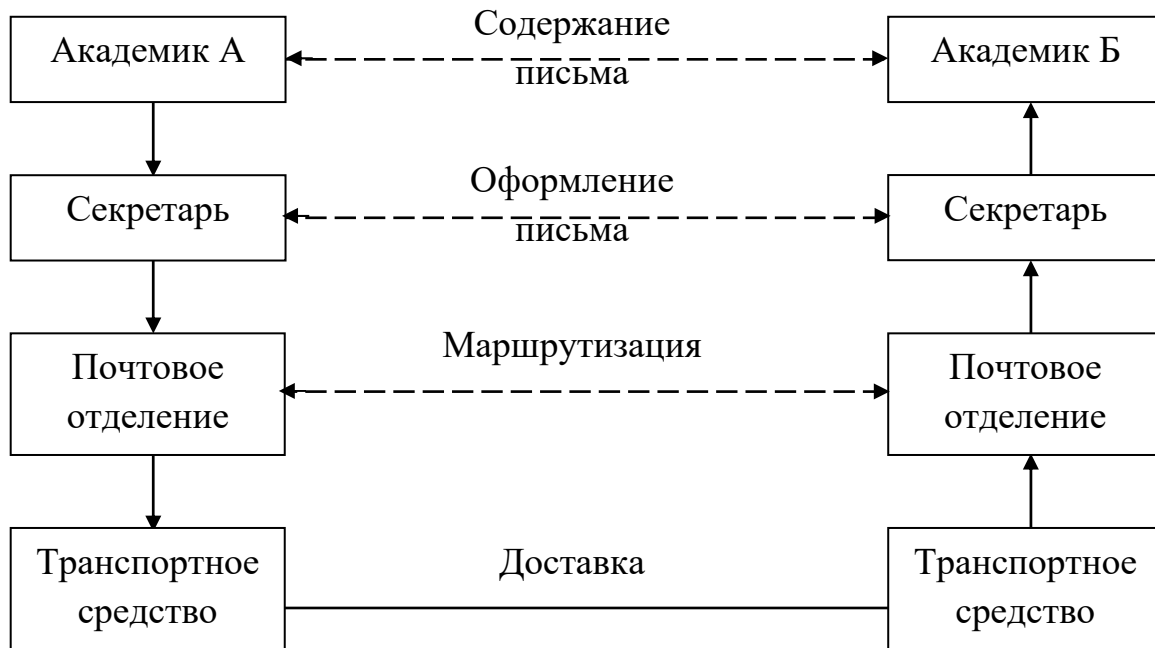 Академик А
Содержание
письма
Академик Б
Секретарь
Оформление
письма
Секретарь
Почтовое
отделение
Маршрутизация
Почтовое
отделение
Транспортное
средство
Доставка
Транспортное
средство